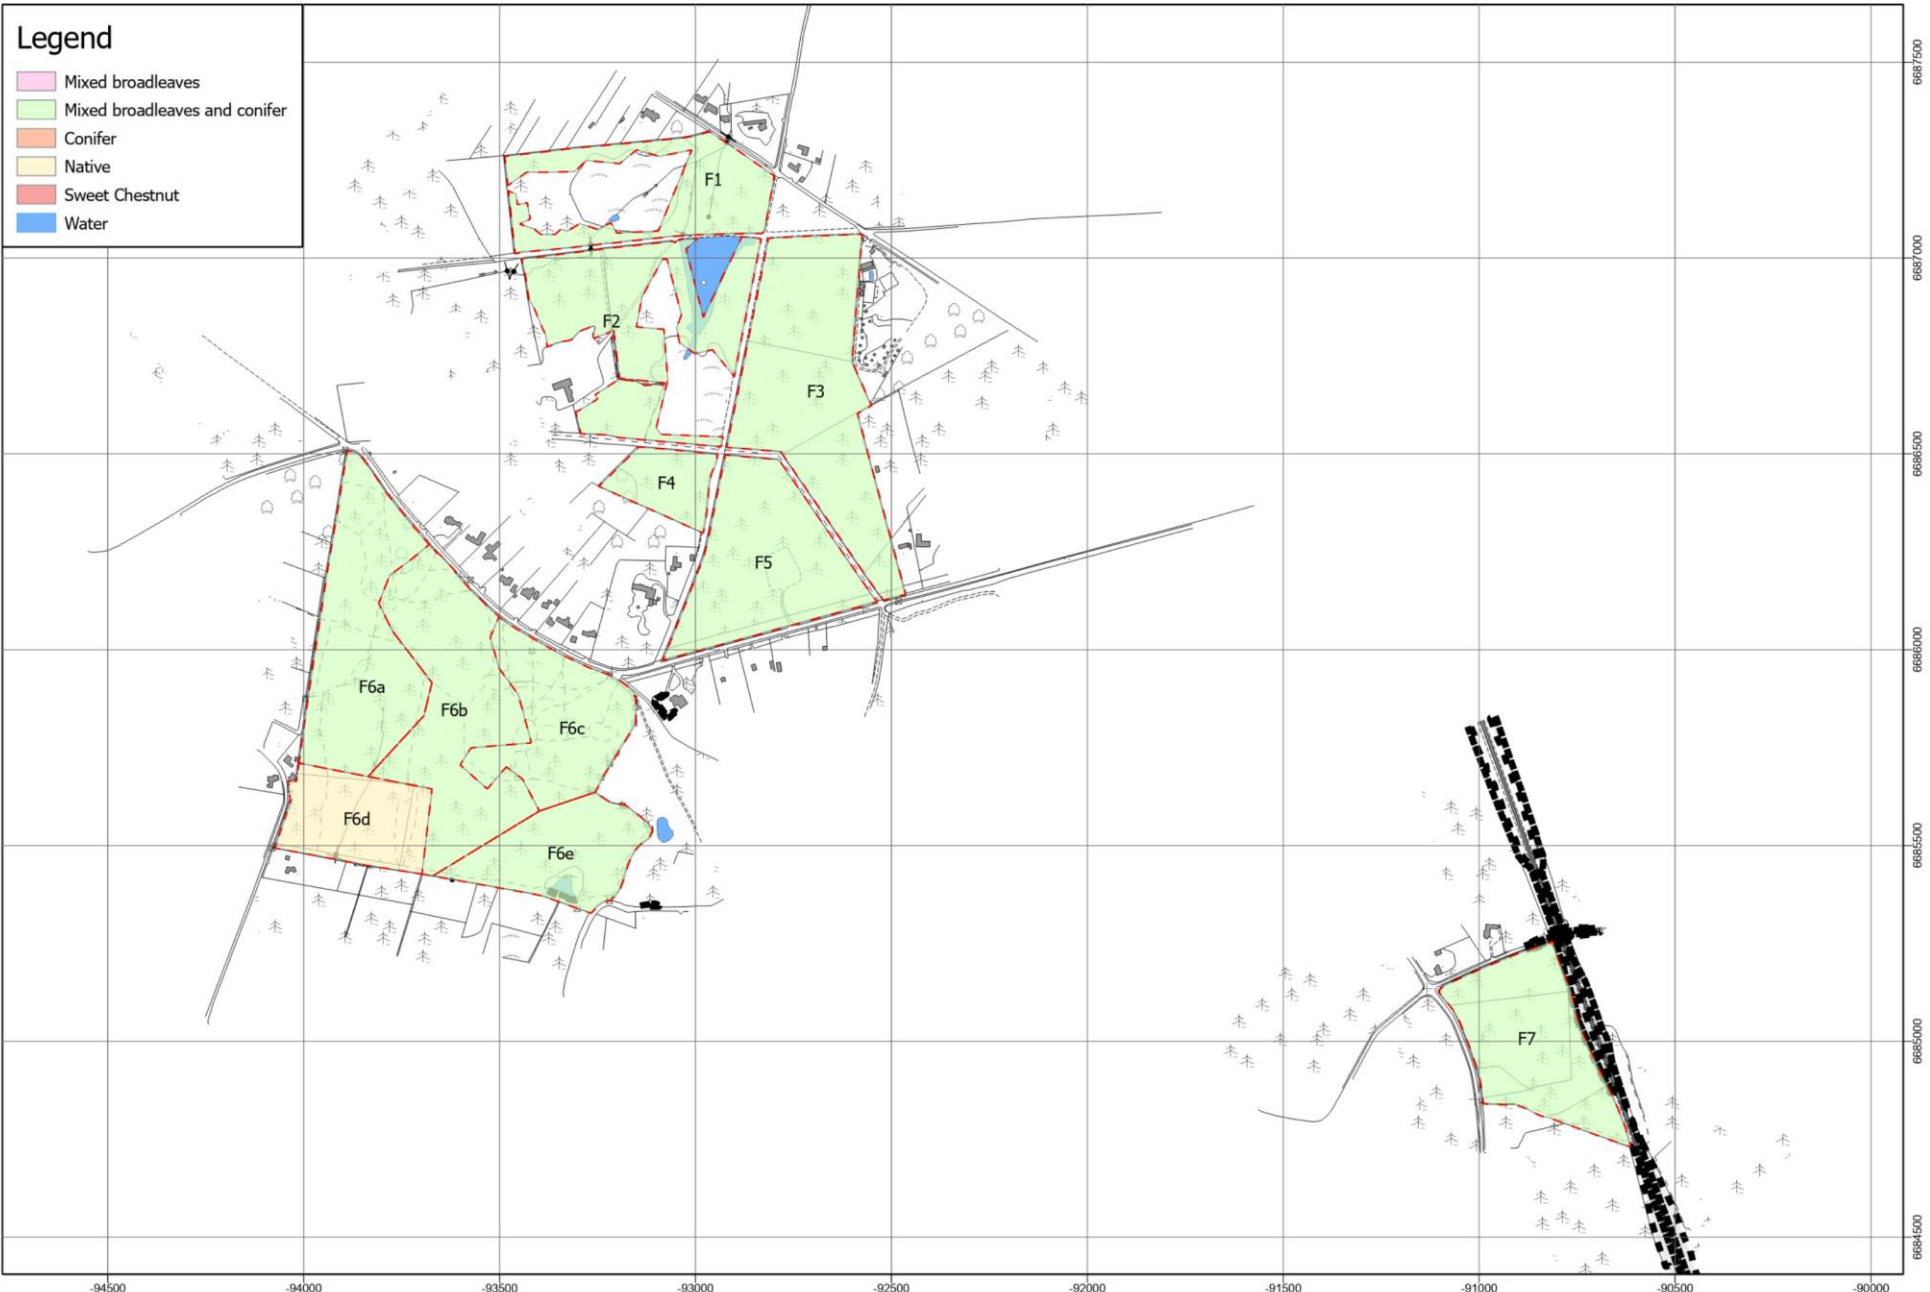 Legend
Mixed broadleaves
Mixed broadleaves and conifer
Conifer
Native
Sweet Chestnut
Water
6687500
F1
6687000
F2
F3
6686500
F4
F5
6686000
F6a
F6b
F6c
F6d
F6e
6685500
F7
6685000
6684500
-94500
-94000
-93500
-93000
-92500
-92000
-91500
-91000
-90500
-90000